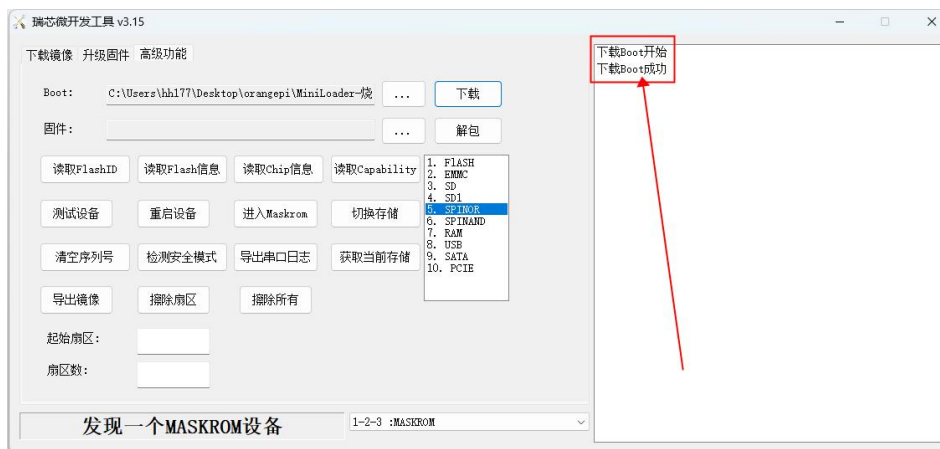 瑞芯微开发工具 v3.15
下载镜像 升级固件 高级功能
Boot: C:\Users\hh177\Desktop\orangepi\MiniLoader-烧 ... 下载
固件: ... 解包
读取FlashID 读取Flash信息 读取Chip信息 读取Capability
测试设备 重启设备 进入Maskrom 切换存储
清空序列号 检测安全模式 导出串口日志 获取当前存储
导出镜像 擦除扇区 擦除所有
1. FlASH
2. EMMC
3. SD
4. SD1
5. SPINOR
6. SPINAND
7. RAM
8. USB
9. SATA
10. PCIE
起始扇区:
扇区数:
发现一个MASKROM设备 1-2-3 :MASKROM
下载Boot开始
下载Boot成功